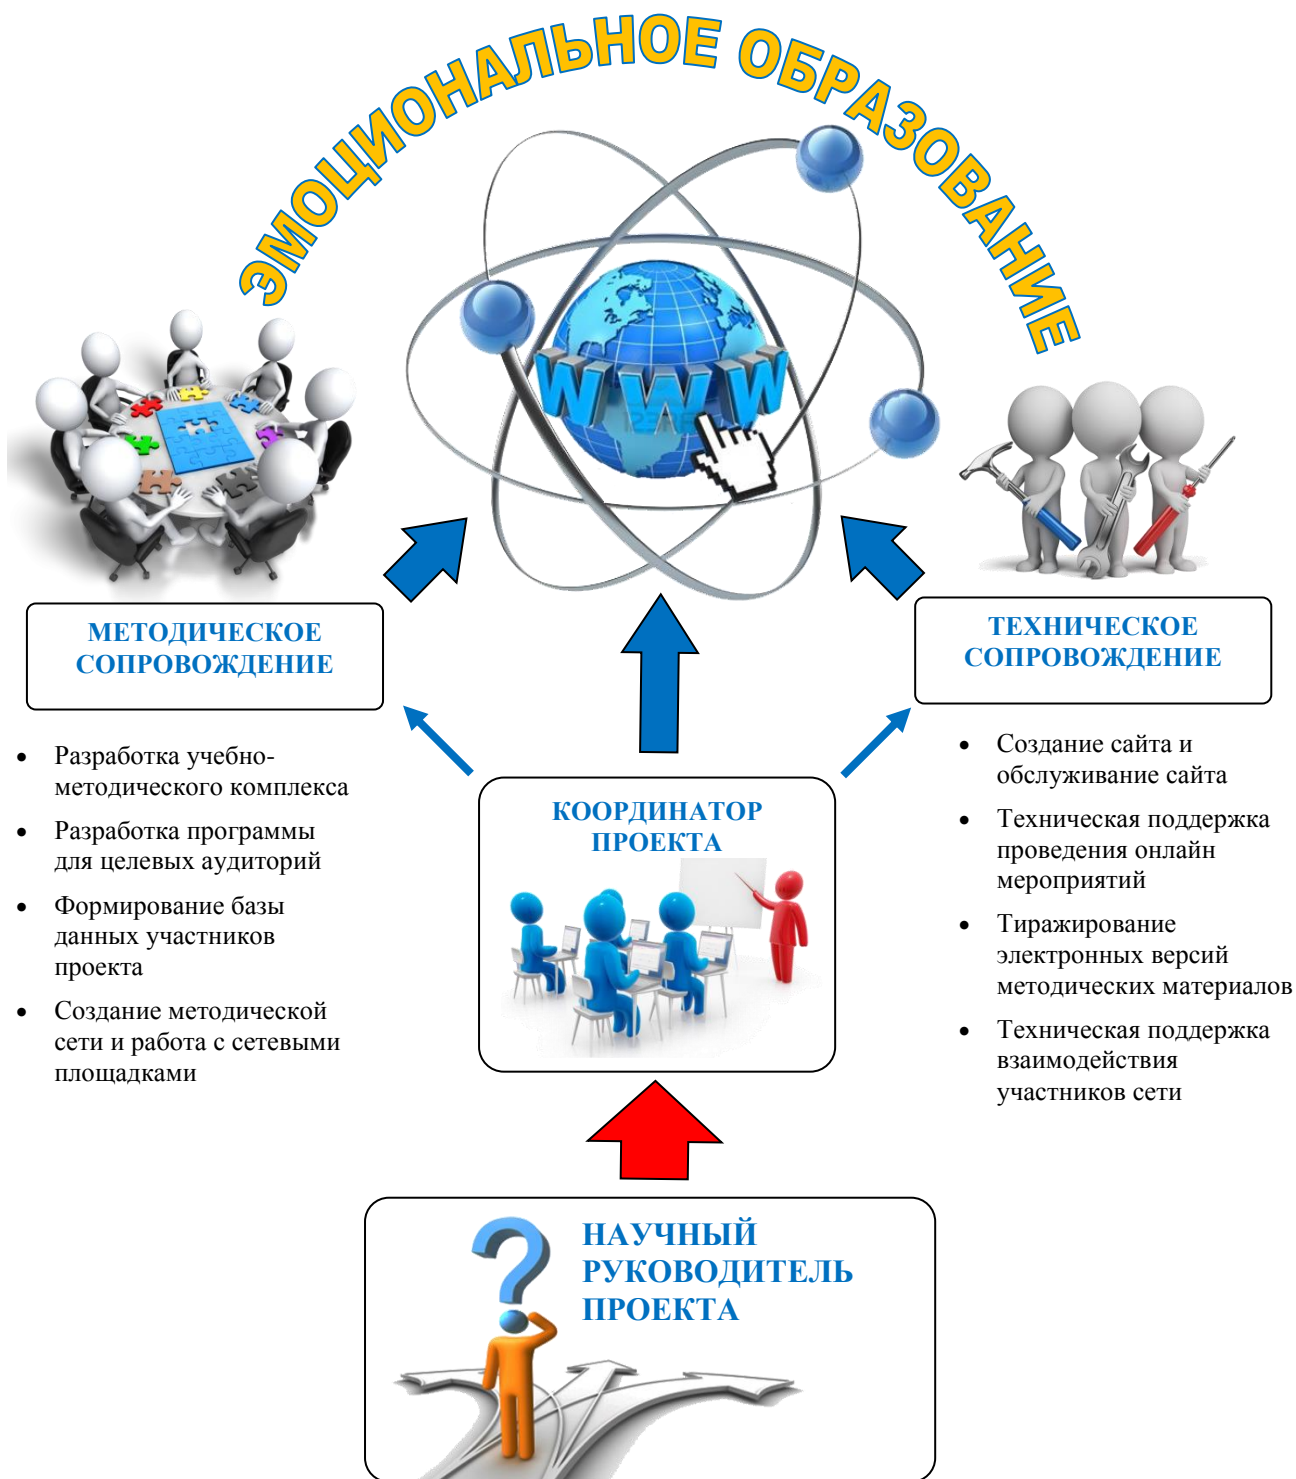 ЭМОЦИОНАЛЬНОЕ ОБРАЗОВАНИЕ
WWW
МЕТОДИЧЕСКОЕ
СОПРОВОЖДЕНИЕ
• Разработка учебно-
методического комплекса
• Разработка программы
для целевых аудиторий
• Формирование базы
данных участников
проекта
• Создание методической
сети и работа с сетевыми
площадками
ТЕХНИЧЕСКОЕ
СОПРОВОЖДЕНИЕ
• Создание сайта и
обслуживание сайта
• Техническая поддержка
проведения онлайн
мероприятий
• Тиражирование
электронных версий
методических материалов
• Техническая поддержка
взаимодействия
участников сети
КООРДИНАТОР
ПРОЕКТА
НАУЧНЫЙ
РУКОВОДИТЕЛЬ
ПРОЕКТА